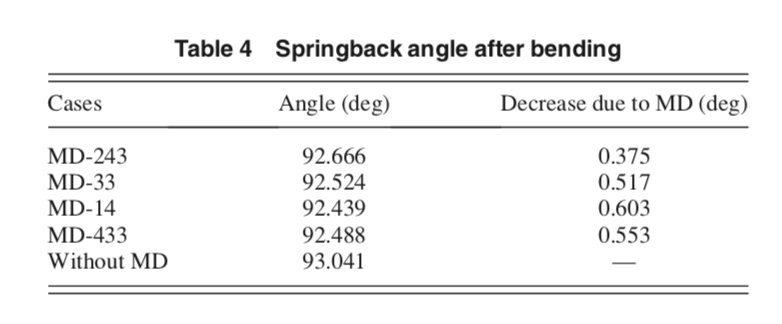 Table 4 Springback angle after bending
Cases Angle (deg) Decrease due to MD (deg)
MD-243 92.666 0.375
MD-33 92.524 0.517
MD-14 92.439 0.603
MD-433 92.488 0.553
Without MD 93.041 —